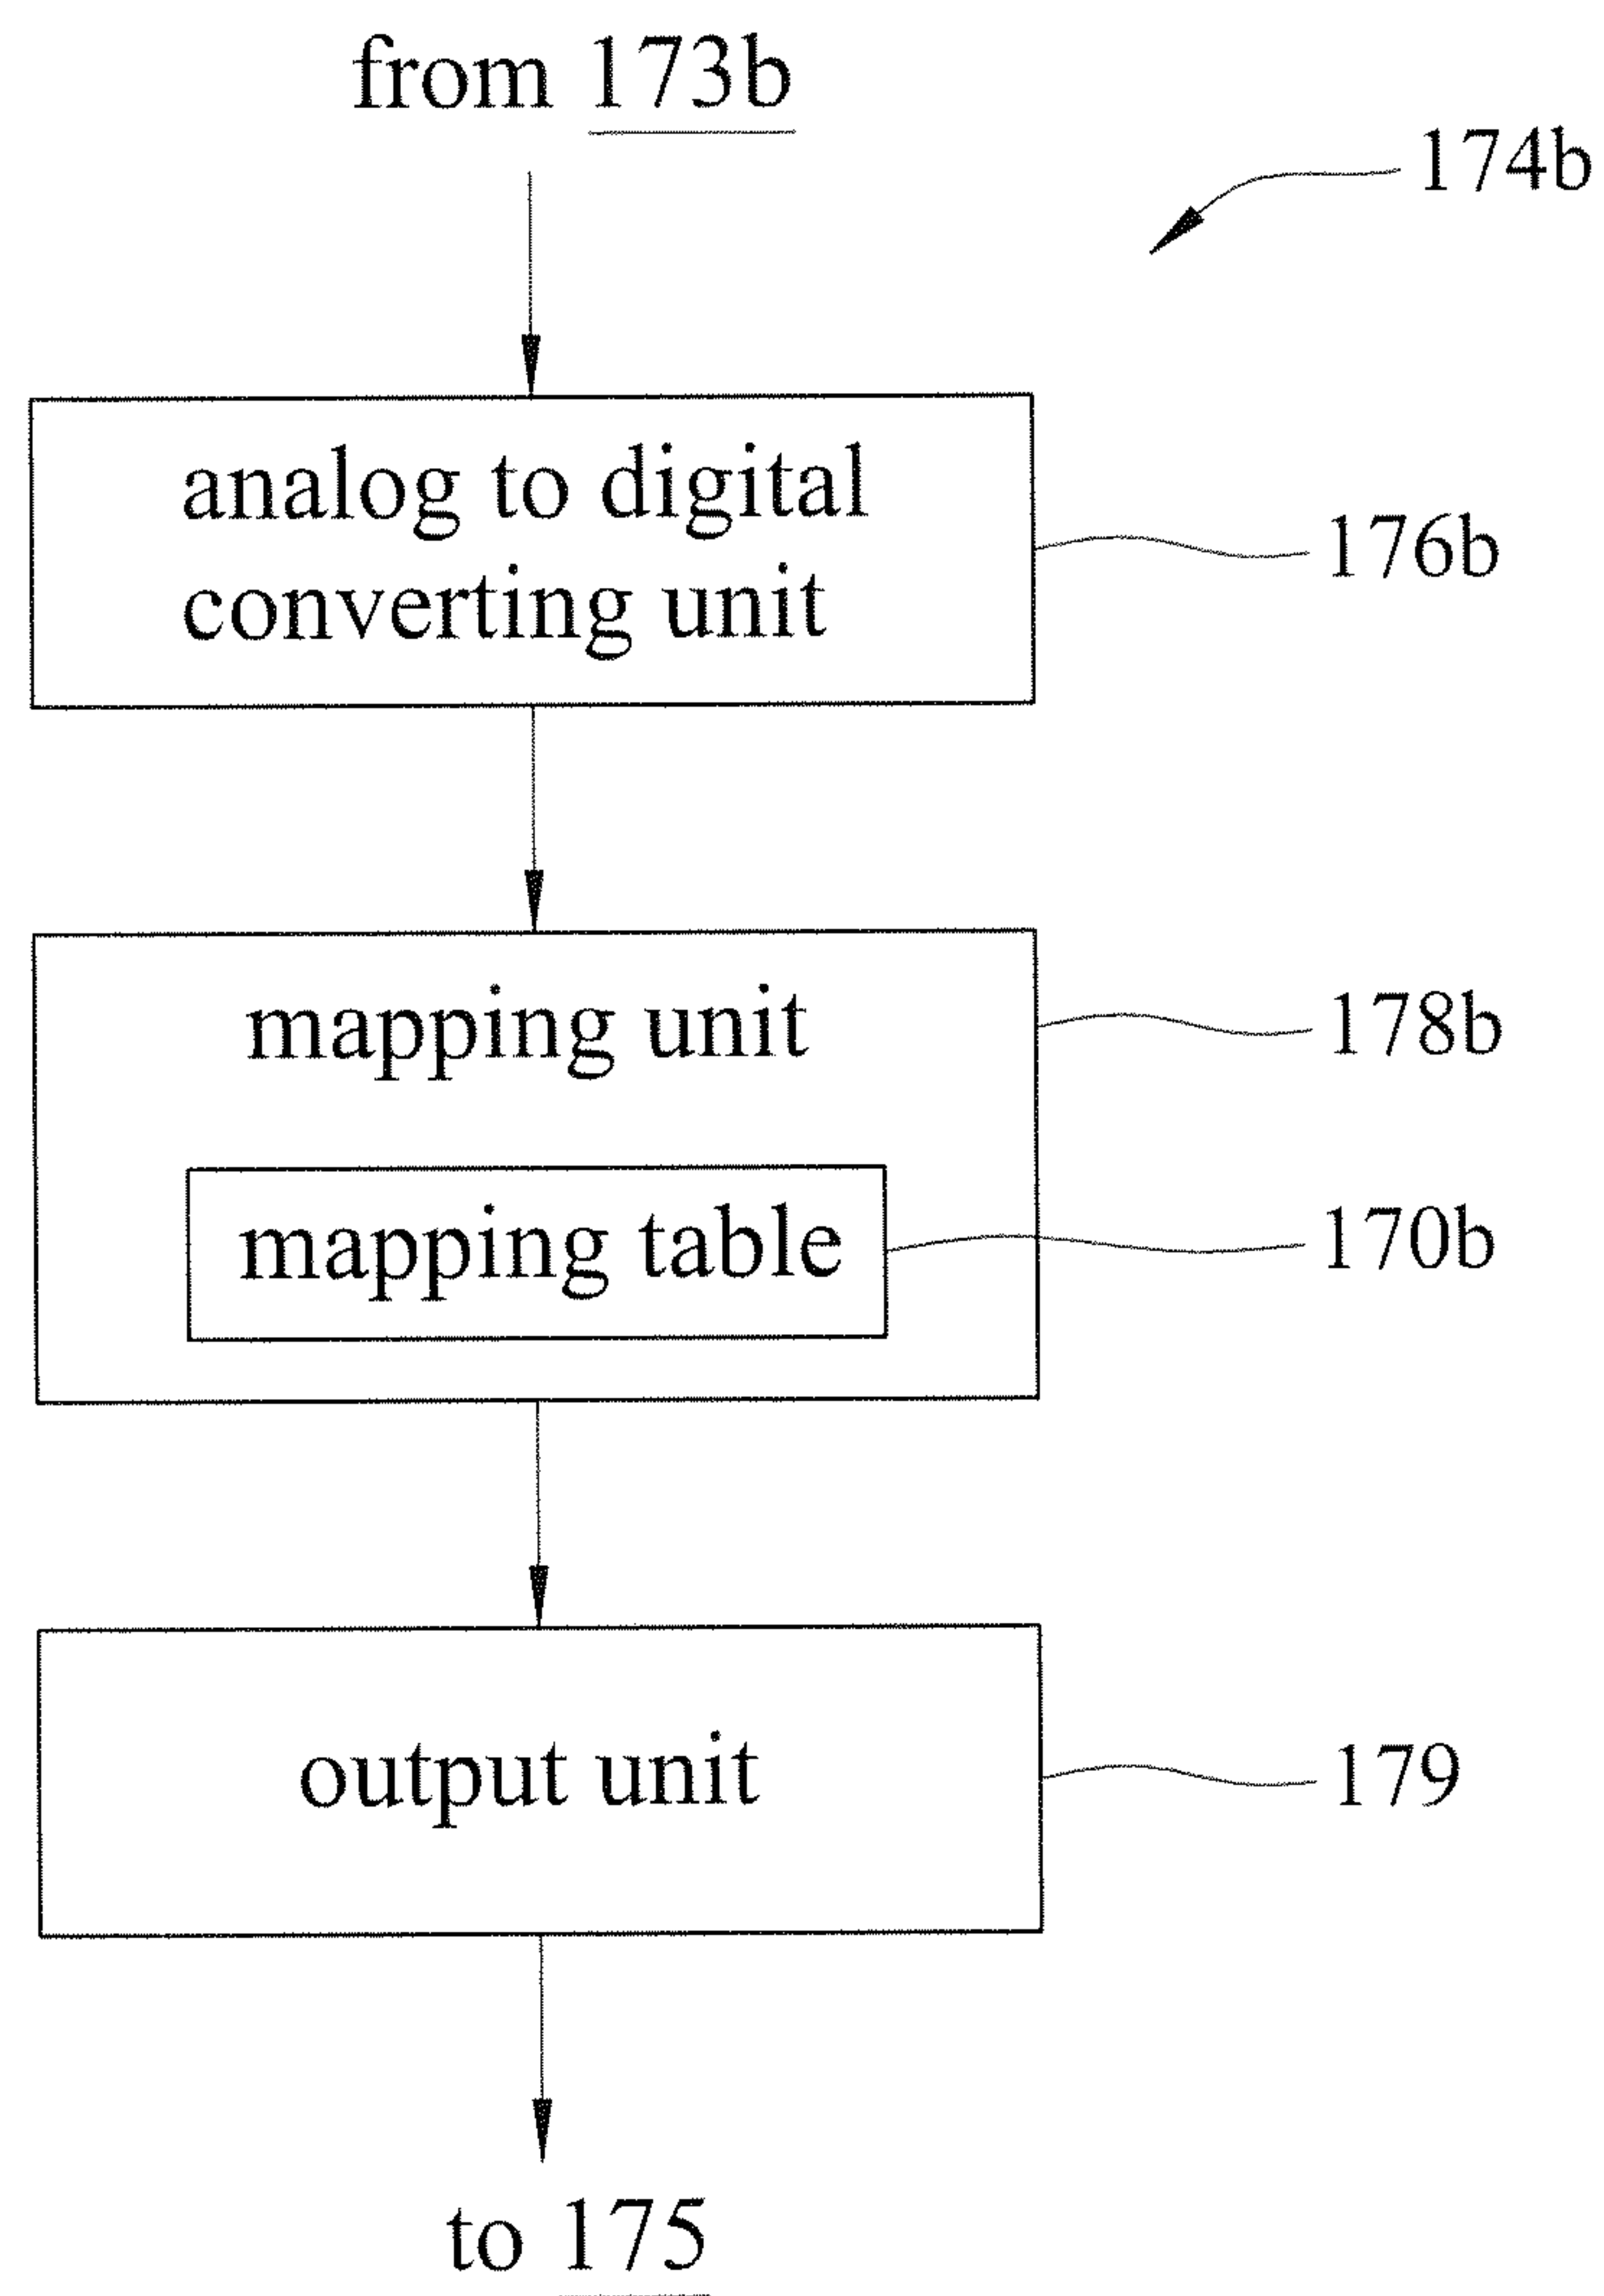 from 173b
174b
analog to digital
converting unit
176b
mapping unit
178b
mapping table
170b
output unit
179
to 175